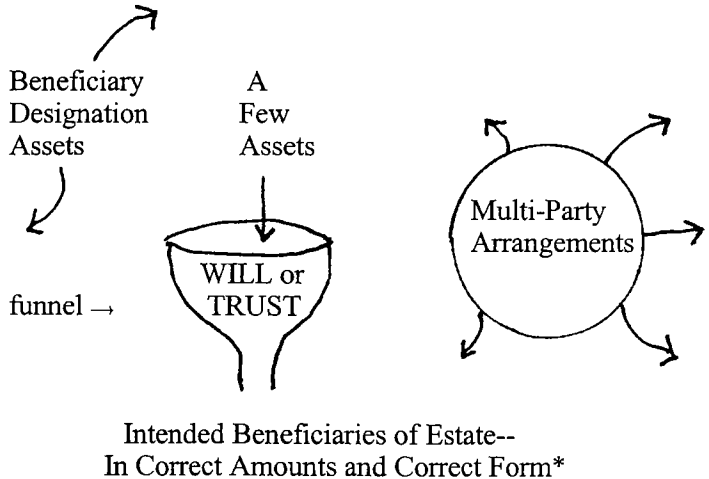 Beneficiary
Designation
Assets
A
Few
Assets
Multi-Party
Arrangements
WILL or
TRUST
funnel →
Intended Beneficiaries of Estate--
In Correct Amounts and Correct Form*